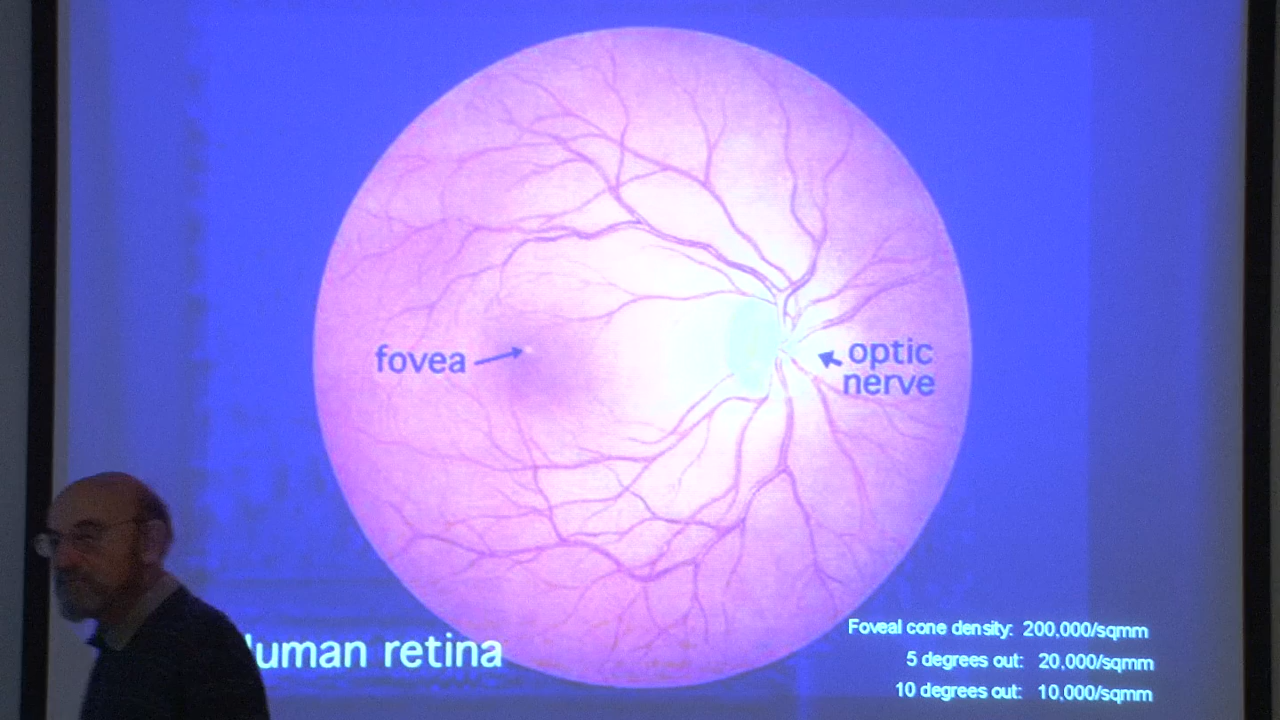 fovea
optic
nerve
Human retina
Foveal cone density: 200,000/sqmm
5 degrees out: 20,000/sqmm
10 degrees out: 10,000/sqmm